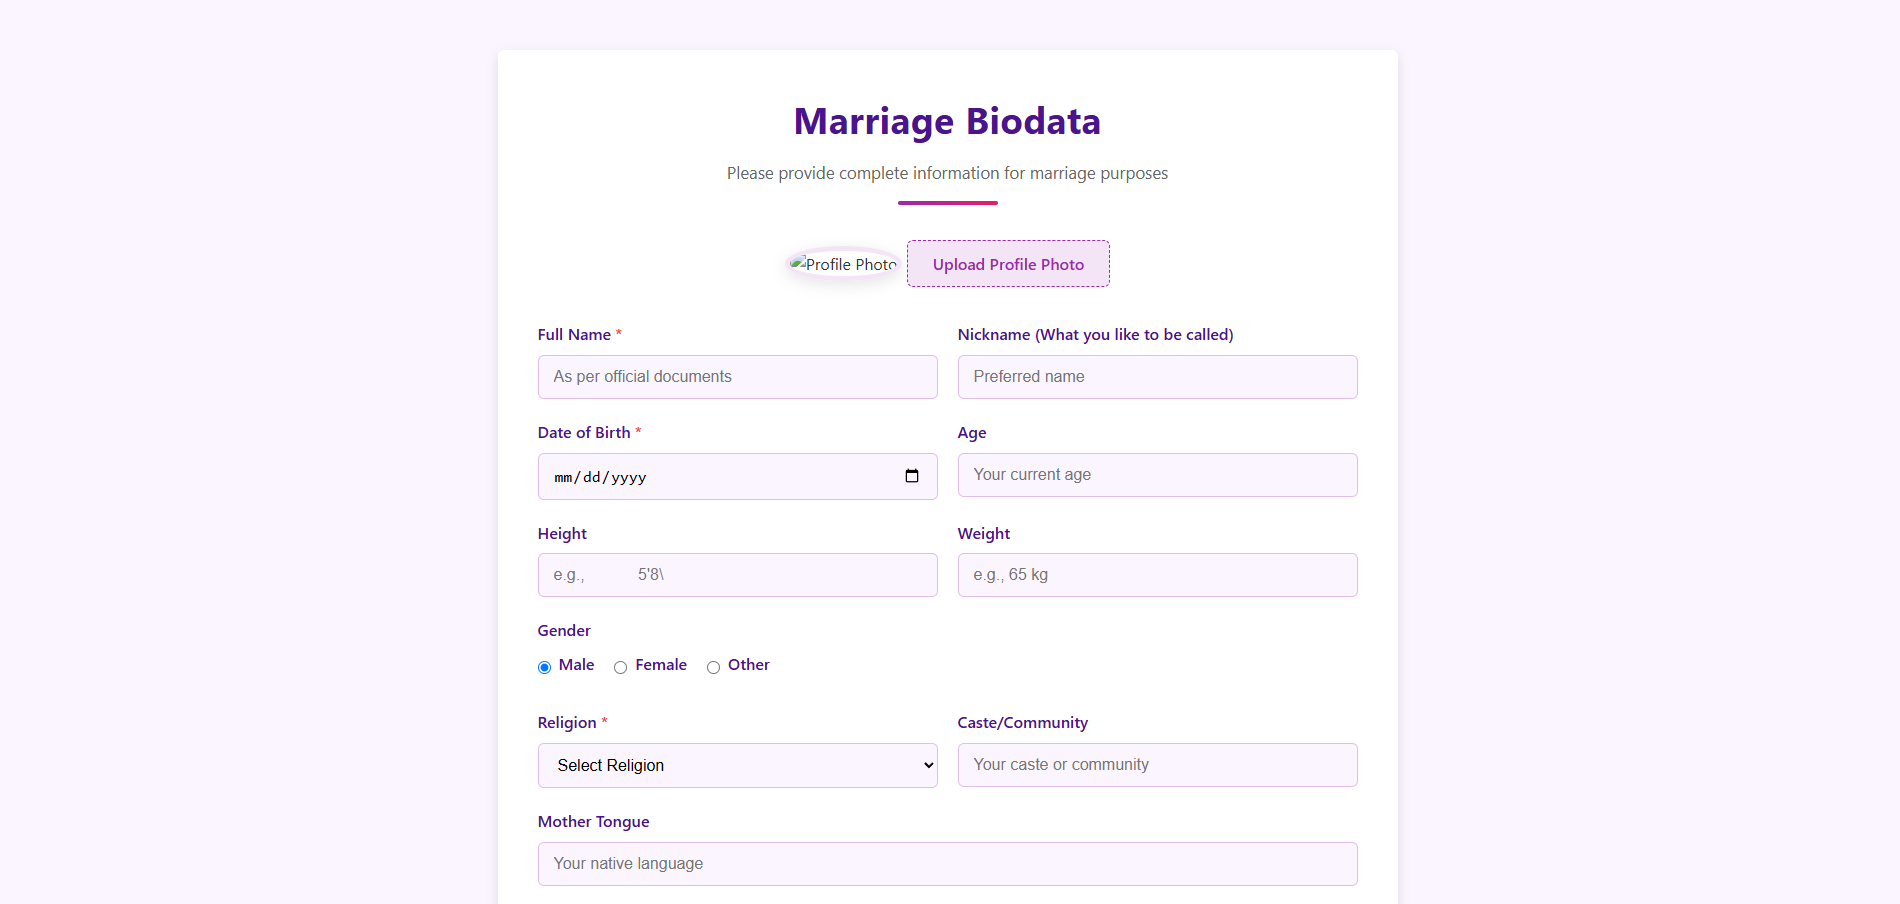 Marriage Biodata
Please provide complete information for marriage purposes
Profile Photo Upload Profile Photo
Full Name * Nickname (What you like to be called)
As per official documents Preferred name
Date of Birth * Age
mm/dd/yyyy Your current age
Height Weight
e.g., 5'8\ e.g., 65 kg
Gender
Male Female Other
Religion * Caste/Community
Select Religion Your caste or community
Mother Tongue
Your native language